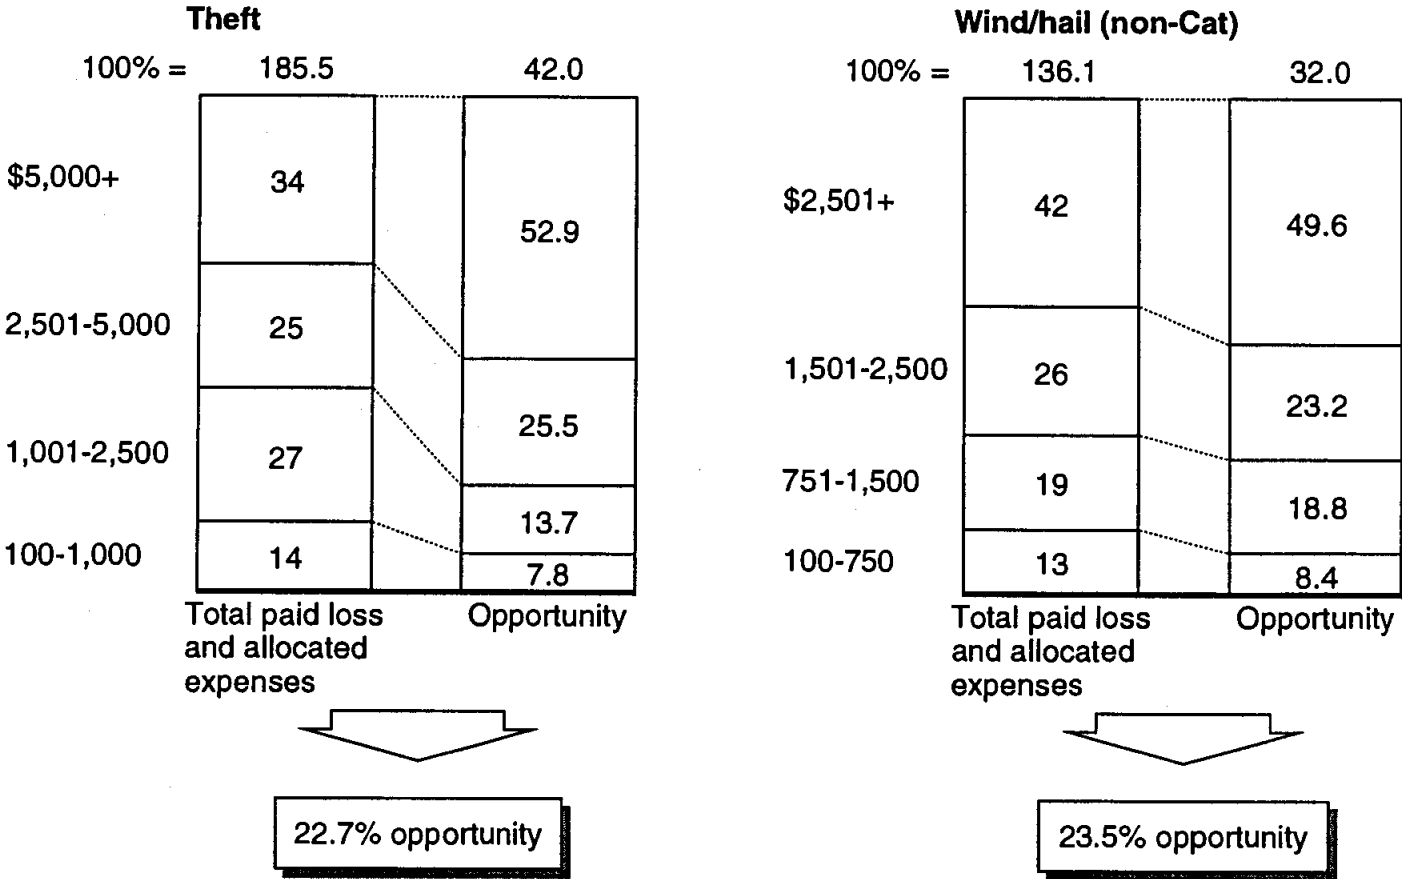 Theft
100% = 185.5 42.0
$5,000+ 34 52.9
2,501-5,000 25 25.5
1,001-2,500 27 13.7
100-1,000 14 7.8
Total paid loss Opportunity
and allocated
expenses
22.7% opportunity
Wind/hail (non-Cat)
100% = 136.1 32.0
$2,501+ 42 49.6
1,501-2,500 26 23.2
751-1,500 19 18.8
100-750 13 8.4
Total paid loss Opportunity
and allocated
expenses
23.5% opportunity